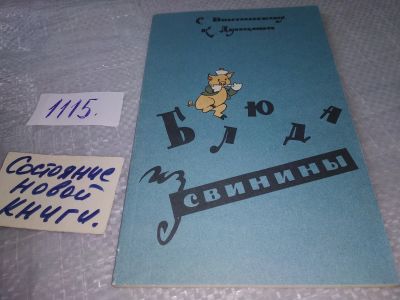 1115.
Состояние
новой
книги.
С
Блюда
из
свинины